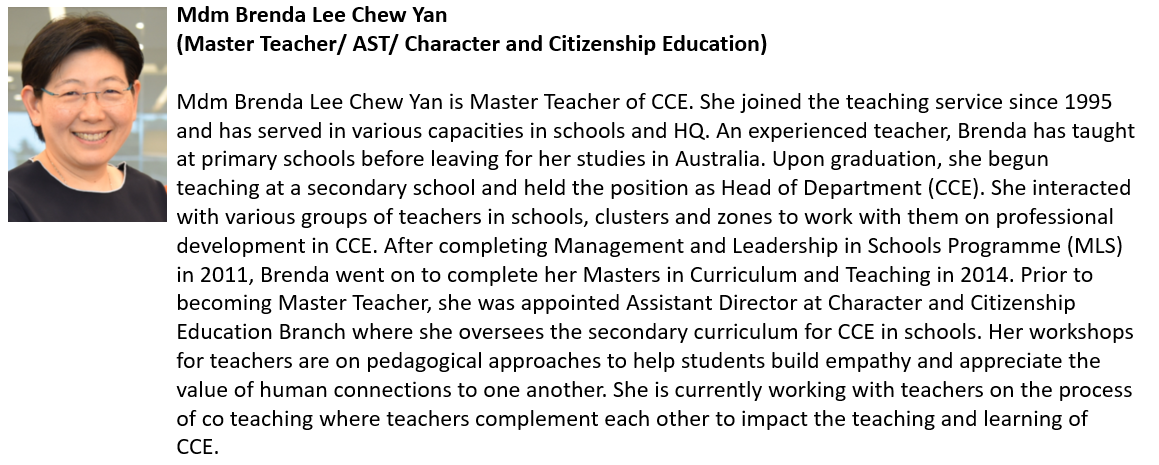 Mdm Brenda Lee Chew Yan
(Master Teacher/ AST/ Character and Citizenship Education)
Mdm Brenda Lee Chew Yan is Master Teacher of CCE. She joined the teaching service since 1995
and has served in various capacities in schools and HQ. An experienced teacher, Brenda has taught
at primary schools before leaving for her studies in Australia. Upon graduation, she begun
teaching at a secondary school and held the position as Head of Department (CCE). She interacted
with various groups of teachers in schools, clusters and zones to work with them on professional
development in CCE. After completing Management and Leadership in Schools Programme (MLS)
in 2011, Brenda went on to complete her Masters in Curriculum and Teaching in 2014. Prior to
becoming Master Teacher, she was appointed Assistant Director at Character and Citizenship
Education Branch where she oversees the secondary curriculum for CCE in schools. Her workshops
for teachers are on pedagogical approaches to help students build empathy and appreciate the
value of human connections to one another. She is currently working with teachers on the process
of co teaching where teachers complement each other to impact the teaching and learning of
CCE.